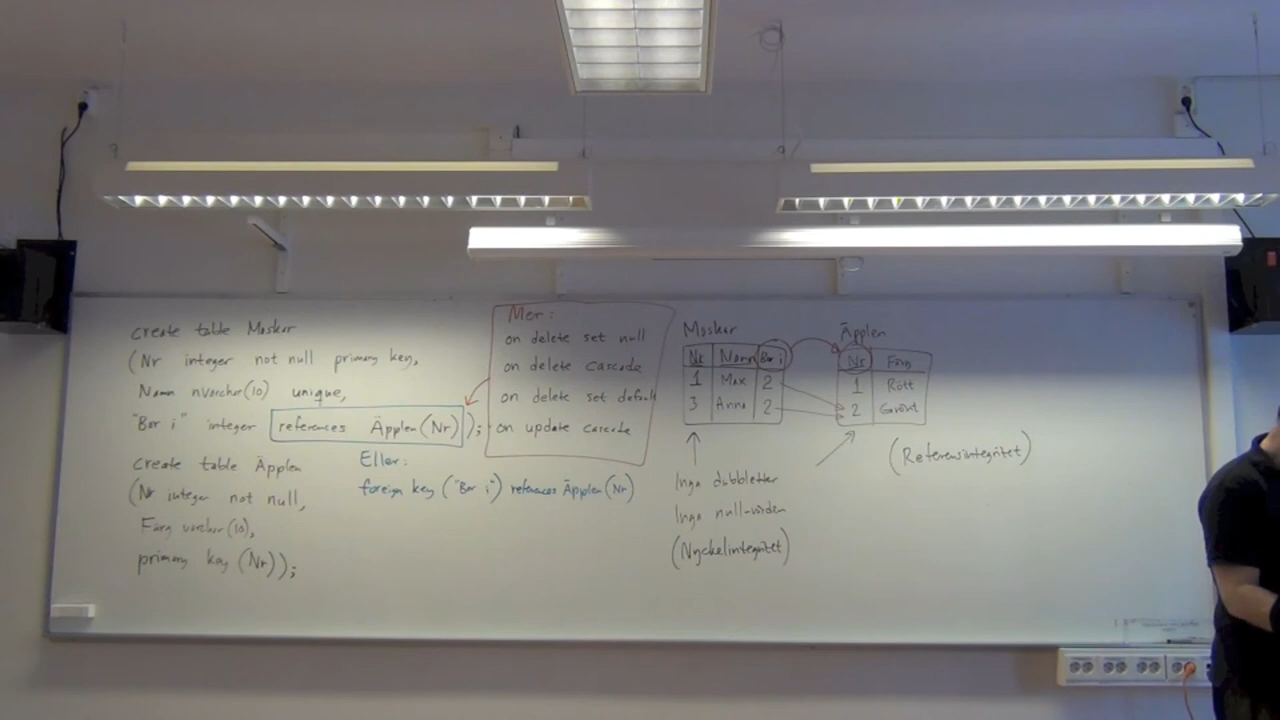 create table Maskar
(Nr integer not null primary key,
Namn nvarchar(10) unique,
"Bor i" integer references Äpplen(Nr));
create table Äpplen
(Nr integer not null,
Färg varchar(10),
primary key (Nr));
Eller:
foreign key ("Bor i") references Äpplen(Nr)
Mer:
on delete set null
on delete cascade
on delete set default
on update cascade
Maskar
Nr Namn Bor i
1 Max 2
3 Anna 2
Äpplen
Nr Färg
1 Rött
2 Grönt
Inga dubbletter
Inga null-värden
(Nyckelintegritet)
(Referensintegritet)